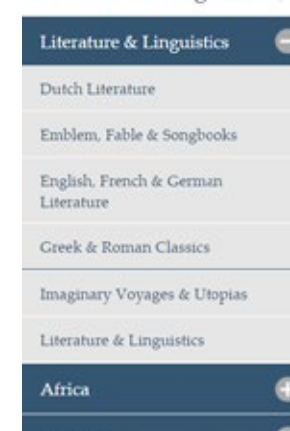 Literature & Linguistics
Dutch Literature
Emblem, Fable & Songbooks
English, French & German
Literature
Greek & Roman Classics
Imaginary Voyages & Utopias
Literature & Linguistics
Africa